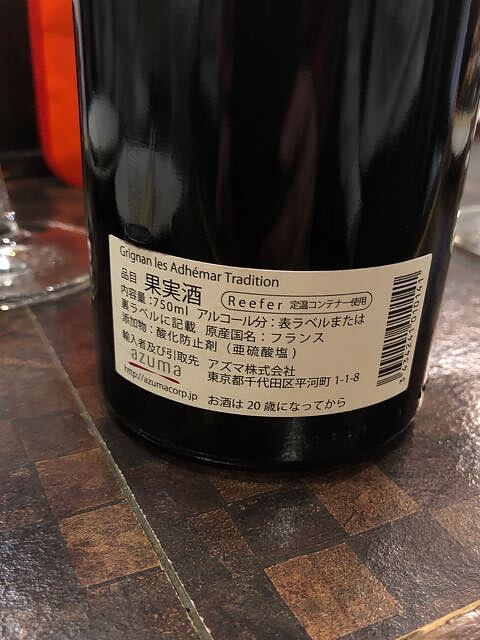 Grignan les Adhémar Tradition
品目 果実酒 Reefer 定温コンテナー使用
内容量:750ml アルコール分:表ラベルまたは
裏ラベルに記載 原産国名:フランス
添加物:酸化防止剤(亜硫酸塩)
輸入者及び引取先 アズマ株式会社
azuma 東京都千代田区平河町 1-1-8
http://azumacorp.jp お酒は 20 歳になってから